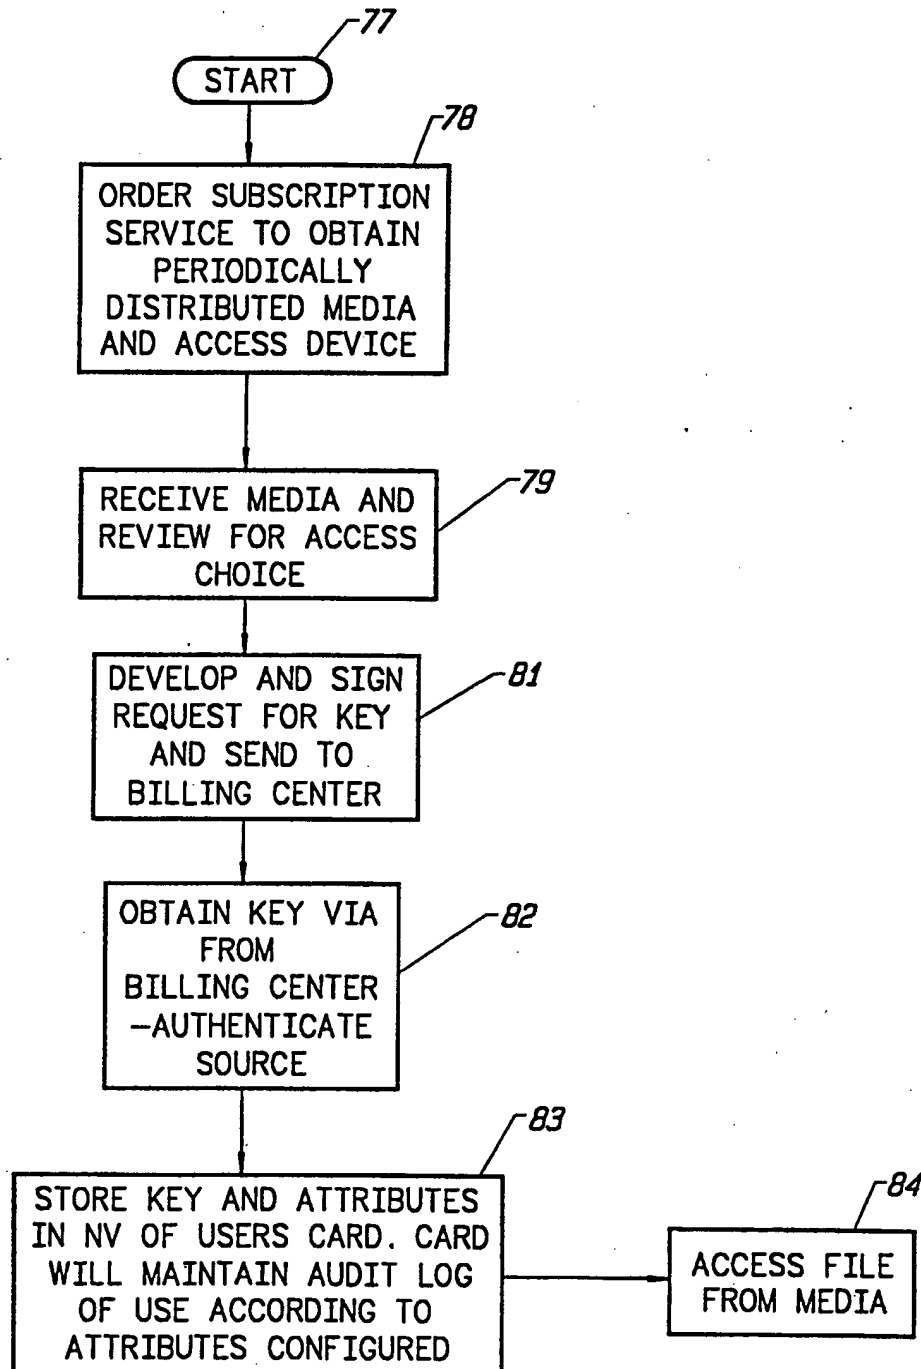 77
START
78
ORDER SUBSCRIPTION
SERVICE TO OBTAIN
PERIODICALLY
DISTRIBUTED MEDIA
AND ACCESS DEVICE
79
RECEIVE MEDIA AND
REVIEW FOR ACCESS
CHOICE
81
DEVELOP AND SIGN
REQUEST FOR KEY
AND SEND TO
BILLING CENTER
82
OBTAIN KEY VIA
FROM
BILLING CENTER
-AUTHENTICATE
SOURCE
83
STORE KEY AND ATTRIBUTES
IN NV OF USERS CARD. CARD
WILL MAINTAIN AUDIT LOG
OF USE ACCORDING TO
ATTRIBUTES CONFIGURED
84
ACCESS FILE
FROM MEDIA